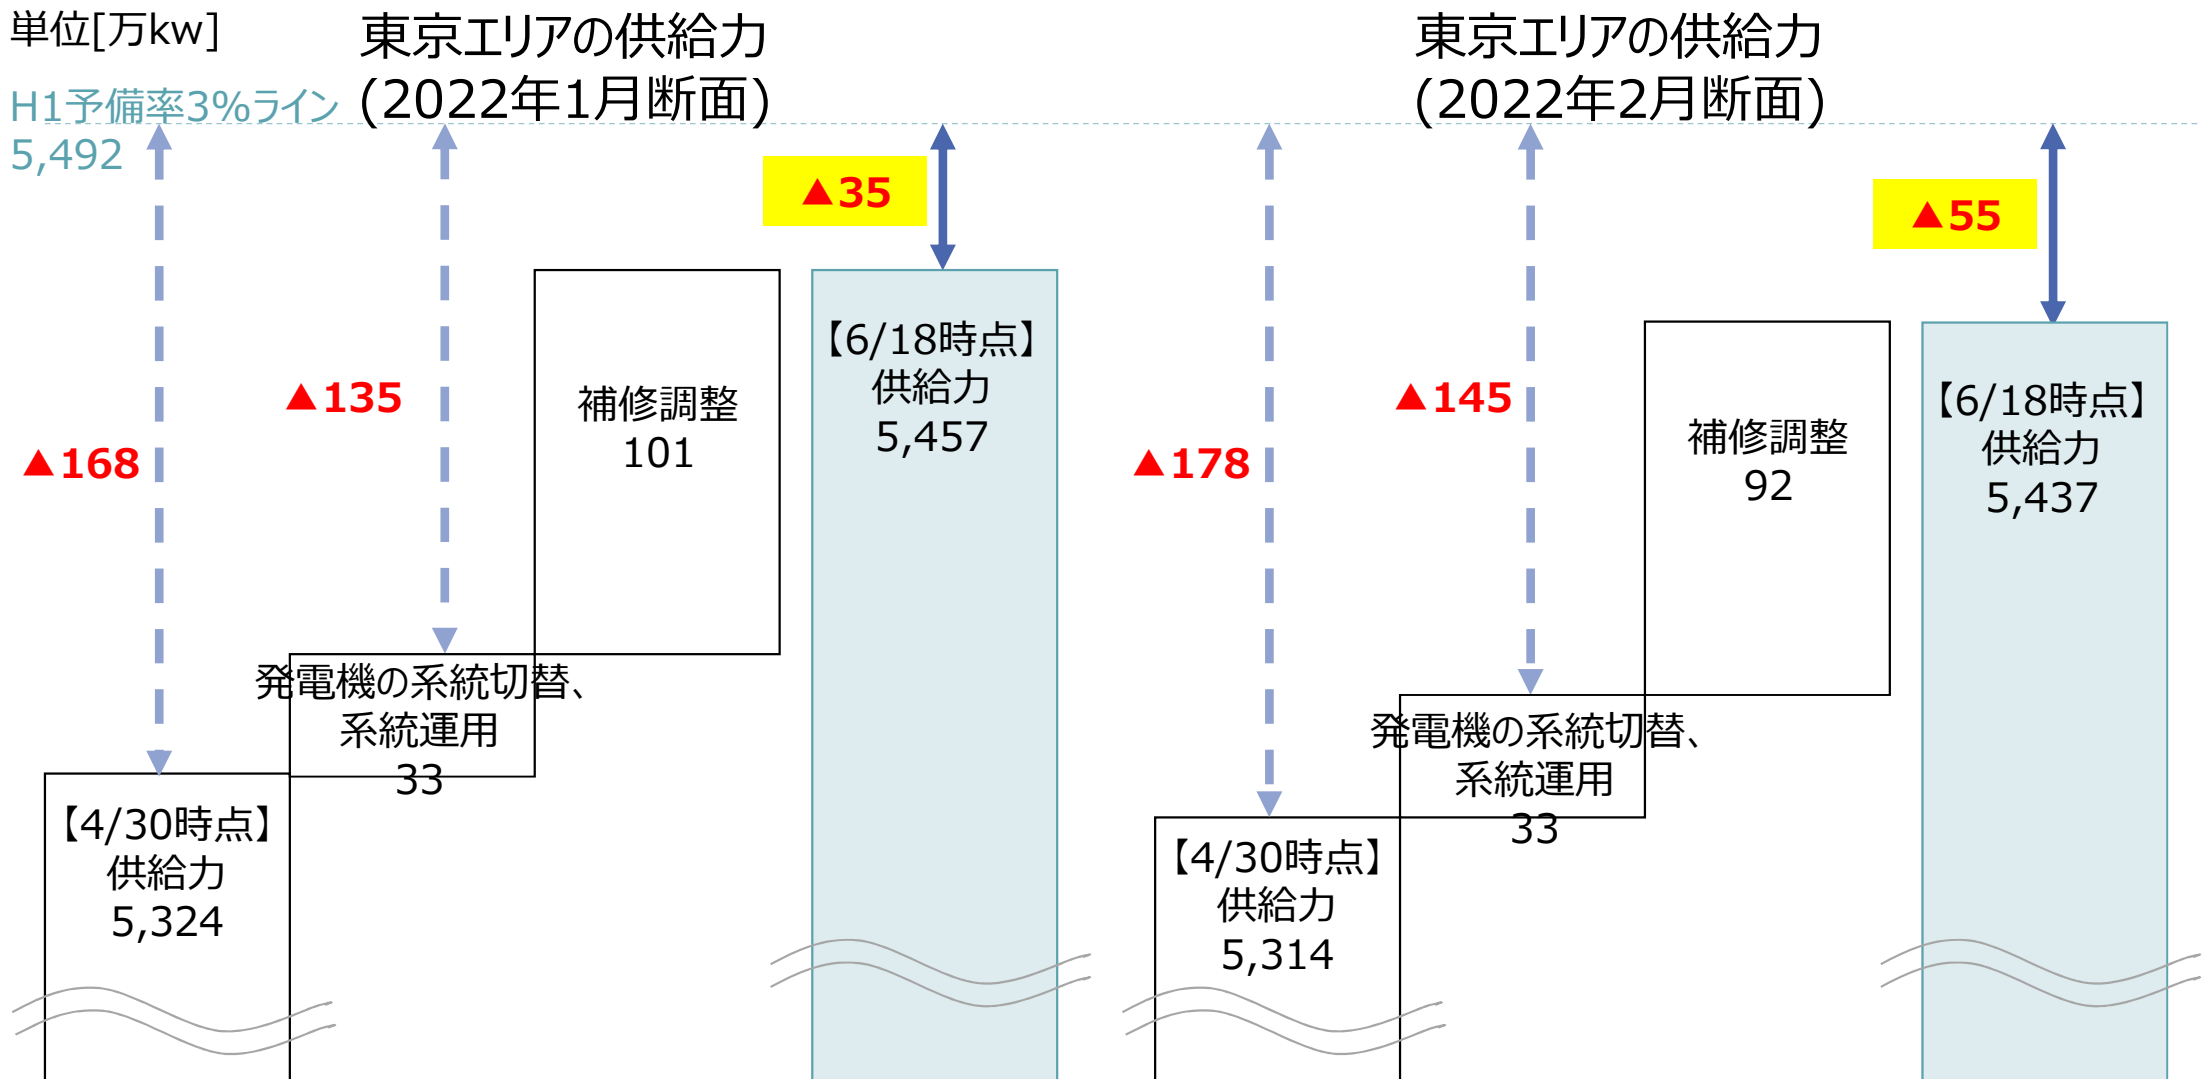 単位[万kw]
H1予備率3%ライン
5,492
東京エリアの供給力
(2022年1月断面)
▲35
▲135
▲168
補修調整
101
【6/18時点】
供給力
5,457
発電機の系統切替、
系統運用
33
【4/30時点】
供給力
5,324
東京エリアの供給力
(2022年2月断面)
▲55
▲145
▲178
補修調整
92
【6/18時点】
供給力
5,437
発電機の系統切替、
系統運用
33
【4/30時点】
供給力
5,314